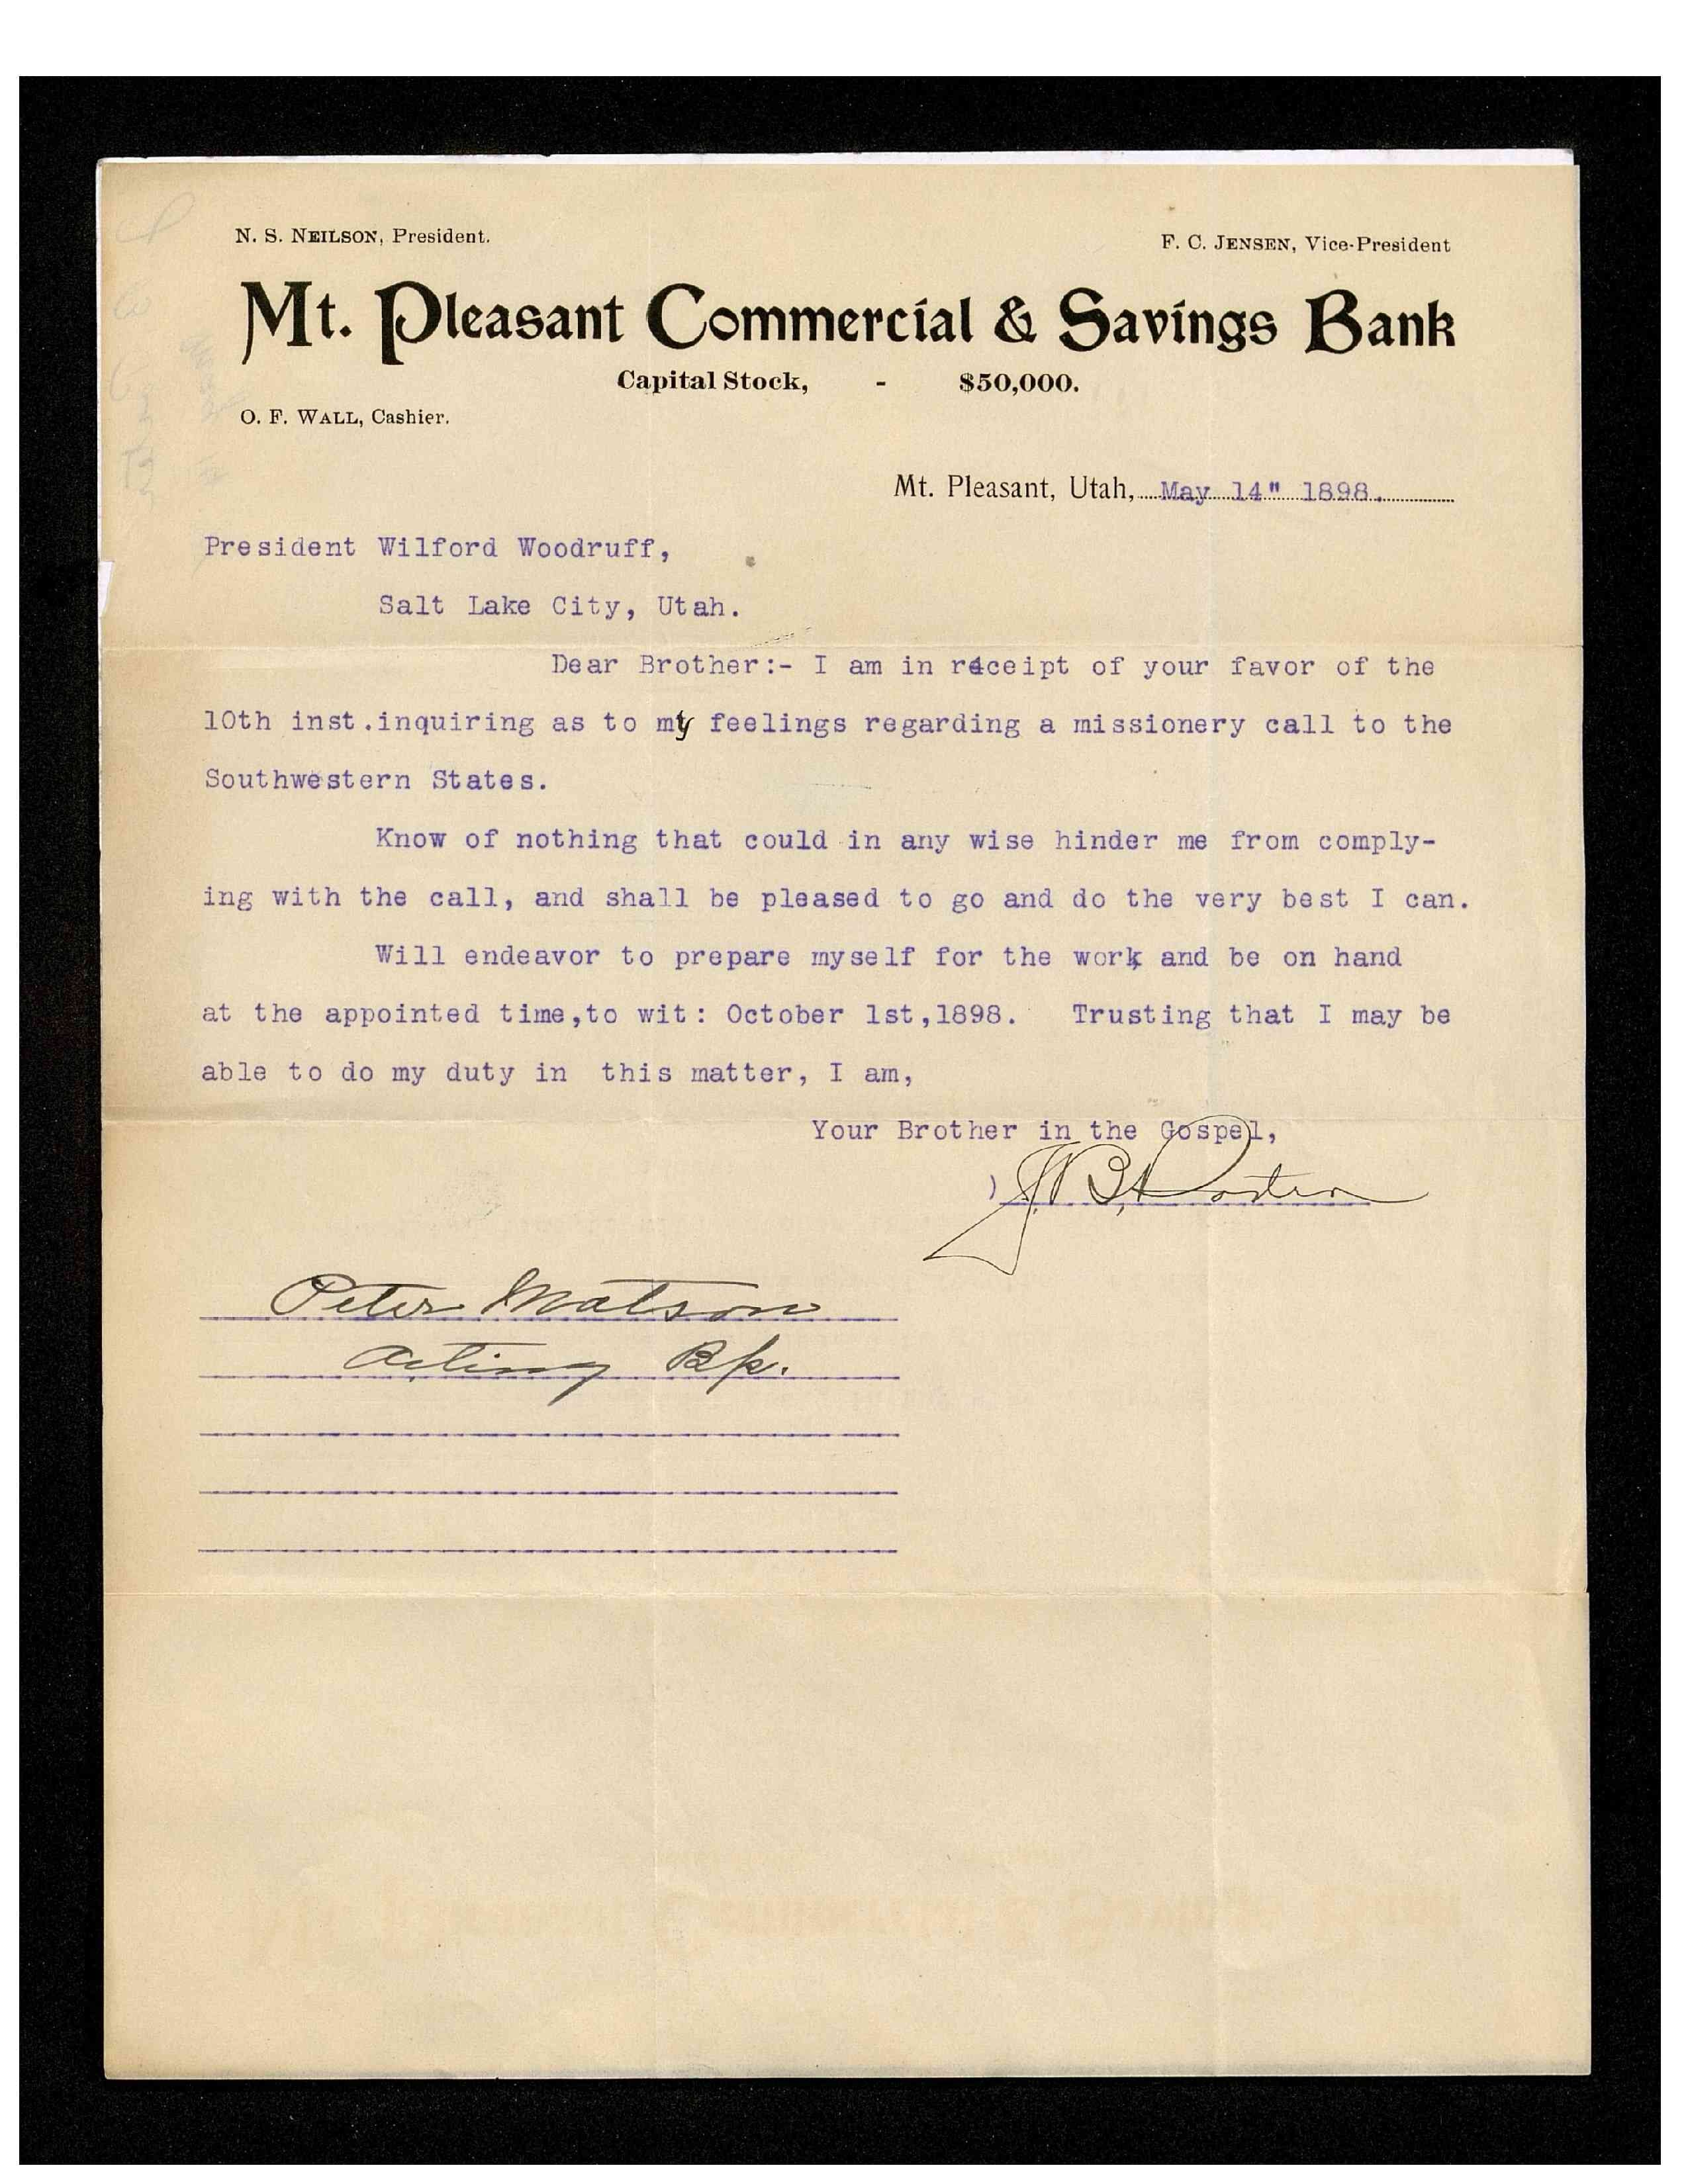 N. S. NEILSON, President.
F. C. JENSEN, Vice-President
Mt. Pleasant Commercial & Savings Bank
Capital Stock, - $50,000.
O. F. WALL, Cashier.
Mt. Pleasant, Utah, May 14" 1898.
President Wilford Woodruff,
Salt Lake City, Utah.
Dear Brother:- I am in receipt of your favor of the
10th inst.inquiring as to my feelings regarding a missionery call to the
Southwestern States.
Know of nothing that could in any wise hinder me from comply-
ing with the call, and shall be pleased to go and do the very best I can.
Will endeavor to prepare myself for the work and be on hand
at the appointed time,to wit: October 1st,1898. Trusting that I may be
able to do my duty in this matter, I am,
Your Brother in the Gospel,
Peter Matson
Acting Bp.